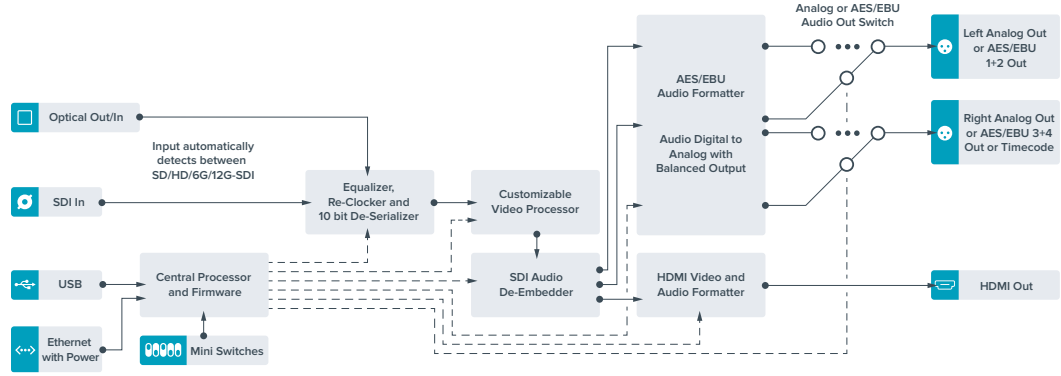 Analog or AES/EBU
Audio Out Switch
Left Analog Out
or AES/EBU
1+2 Out
AES/EBU
Audio Formatter
Optical Out/In
Right Analog Out
or AES/EBU 3+4
Out or Timecode
Input automatically
detects between
SD/HD/6G/12G-SDI
Audio Digital to
Analog with
Balanced Output
Equalizer,
Re-Clocker and
10 bit De-Serializer
Customizable
Video Processor
SDI In
USB
Central Processor
and Firmware
SDI Audio
De-Embedder
HDMI Video and
Audio Formatter
HDMI Out
Ethernet
with Power
Mini Switches